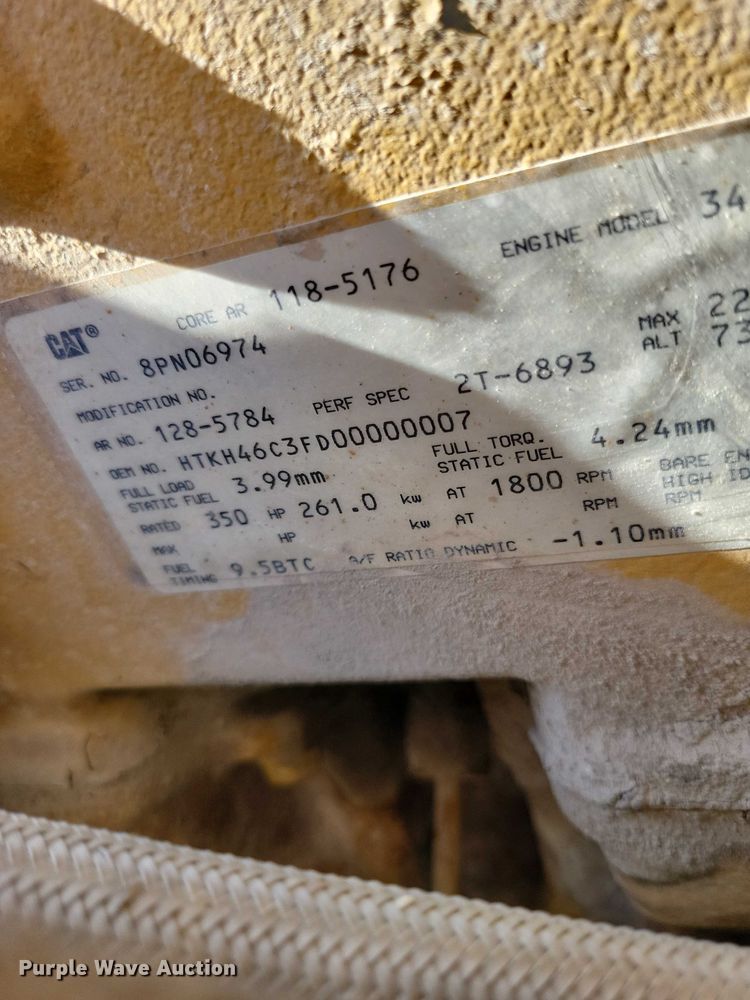 CAT® CORE AR 118-5176 ENGINE MODEL 34
SER. NO. 8PN06974 MAX ALT 22 73
MODIFICATION NO.
AR NO. 128-5784 PERF SPEC 2T-6893
OEM NO. HTKH46C3FD00000007
FULL LOAD STATIC FUEL 3.99mm FULL TORQ. STATIC FUEL 4.24mm
RATED 350 HP 261.0 kw AT 1800 RPM BARE EN HIGH ID RPM
MAX HP kw AT RPM
FUEL TIMING 9.5BTC A/F RATIO DYNAMIC -1.10mm
Purple Wave Auction